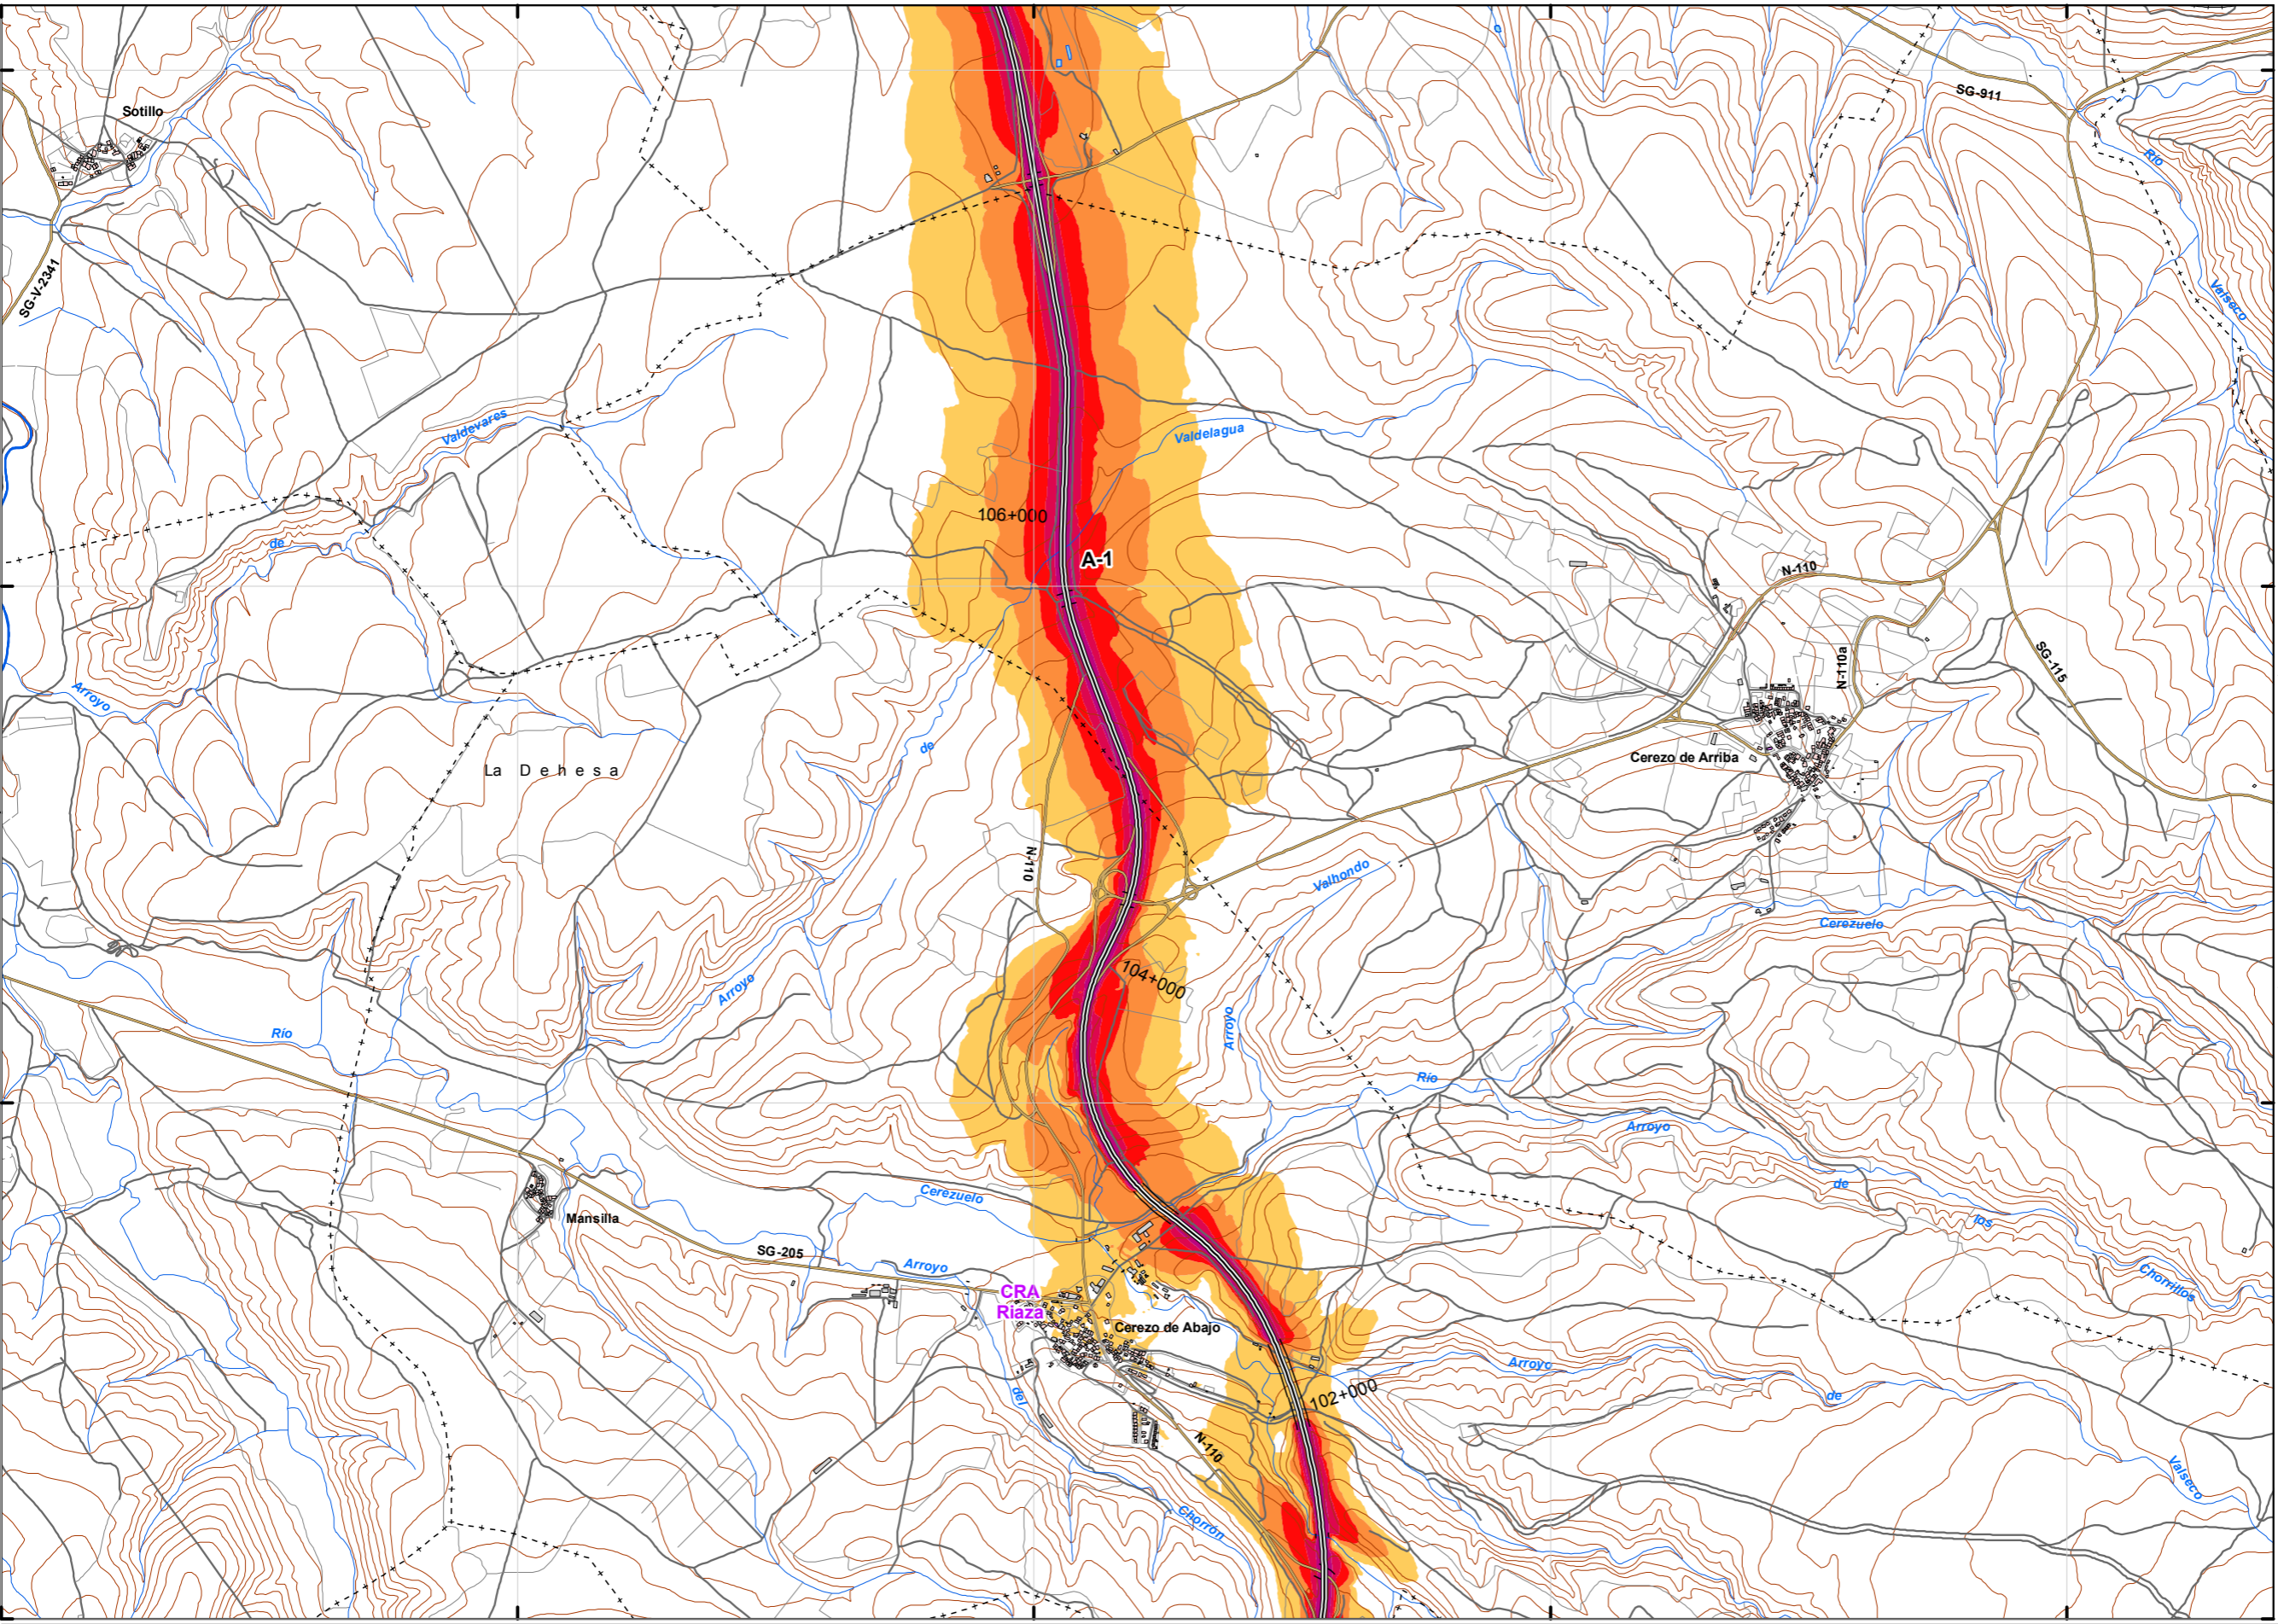 Sotillo
SG-911
Río
SG-V-2341
Valseco
Valdevares
Valdelagua
106+000
de
A-1
N-110
N-110a
SG-115
Arroyo
de
La Dehesa
Cerezo de Arriba
N-110
Valhondo
Cerezuelo
104+000
Arroyo
Río
Arroyo
Río
Arroyo
de
los
Cerezuelo
Mansilla
SG-205
Arroyo
Chorrillos
CRA
Riaza
Cerezo de Abajo
Arroyo
de
102+000
del
N-110
Valseco
Chorrón